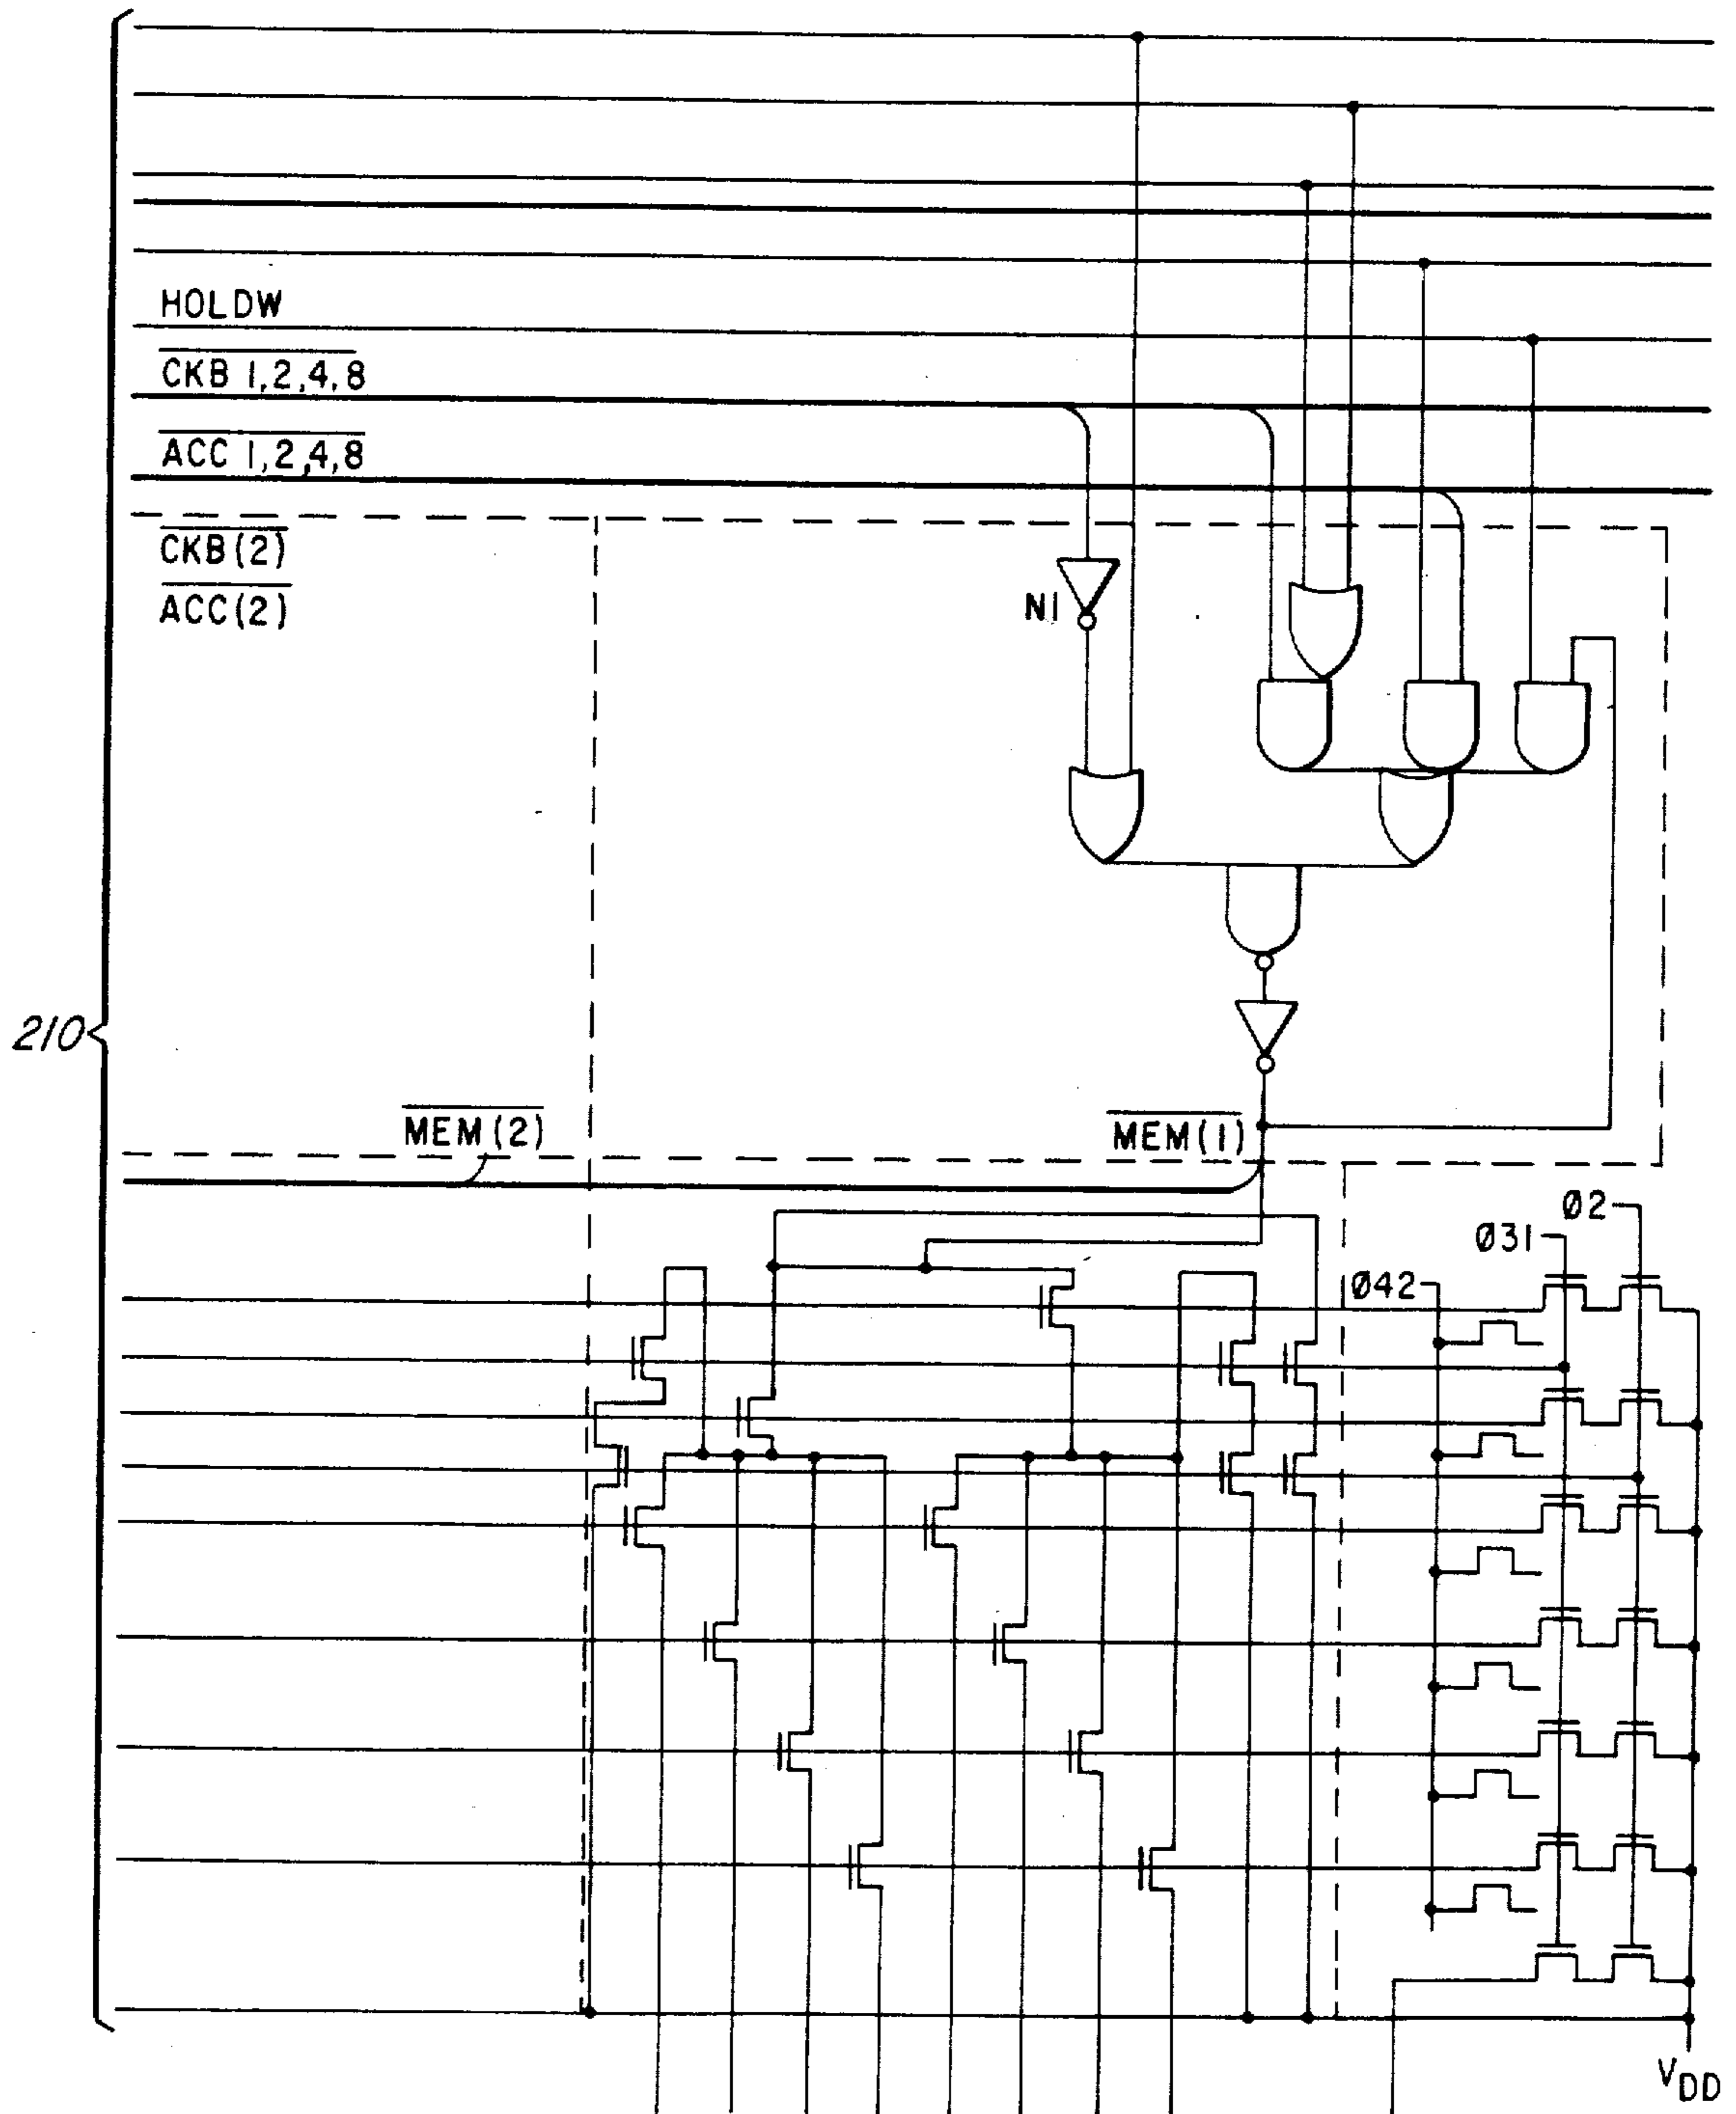 HOLDW
CKB 1,2,4,8
ACC 1,2,4,8
CKB(2)
ACC(2)
N1
210
MEM(2)
MEM(1)
Ø2
Ø31
Ø42
VDD